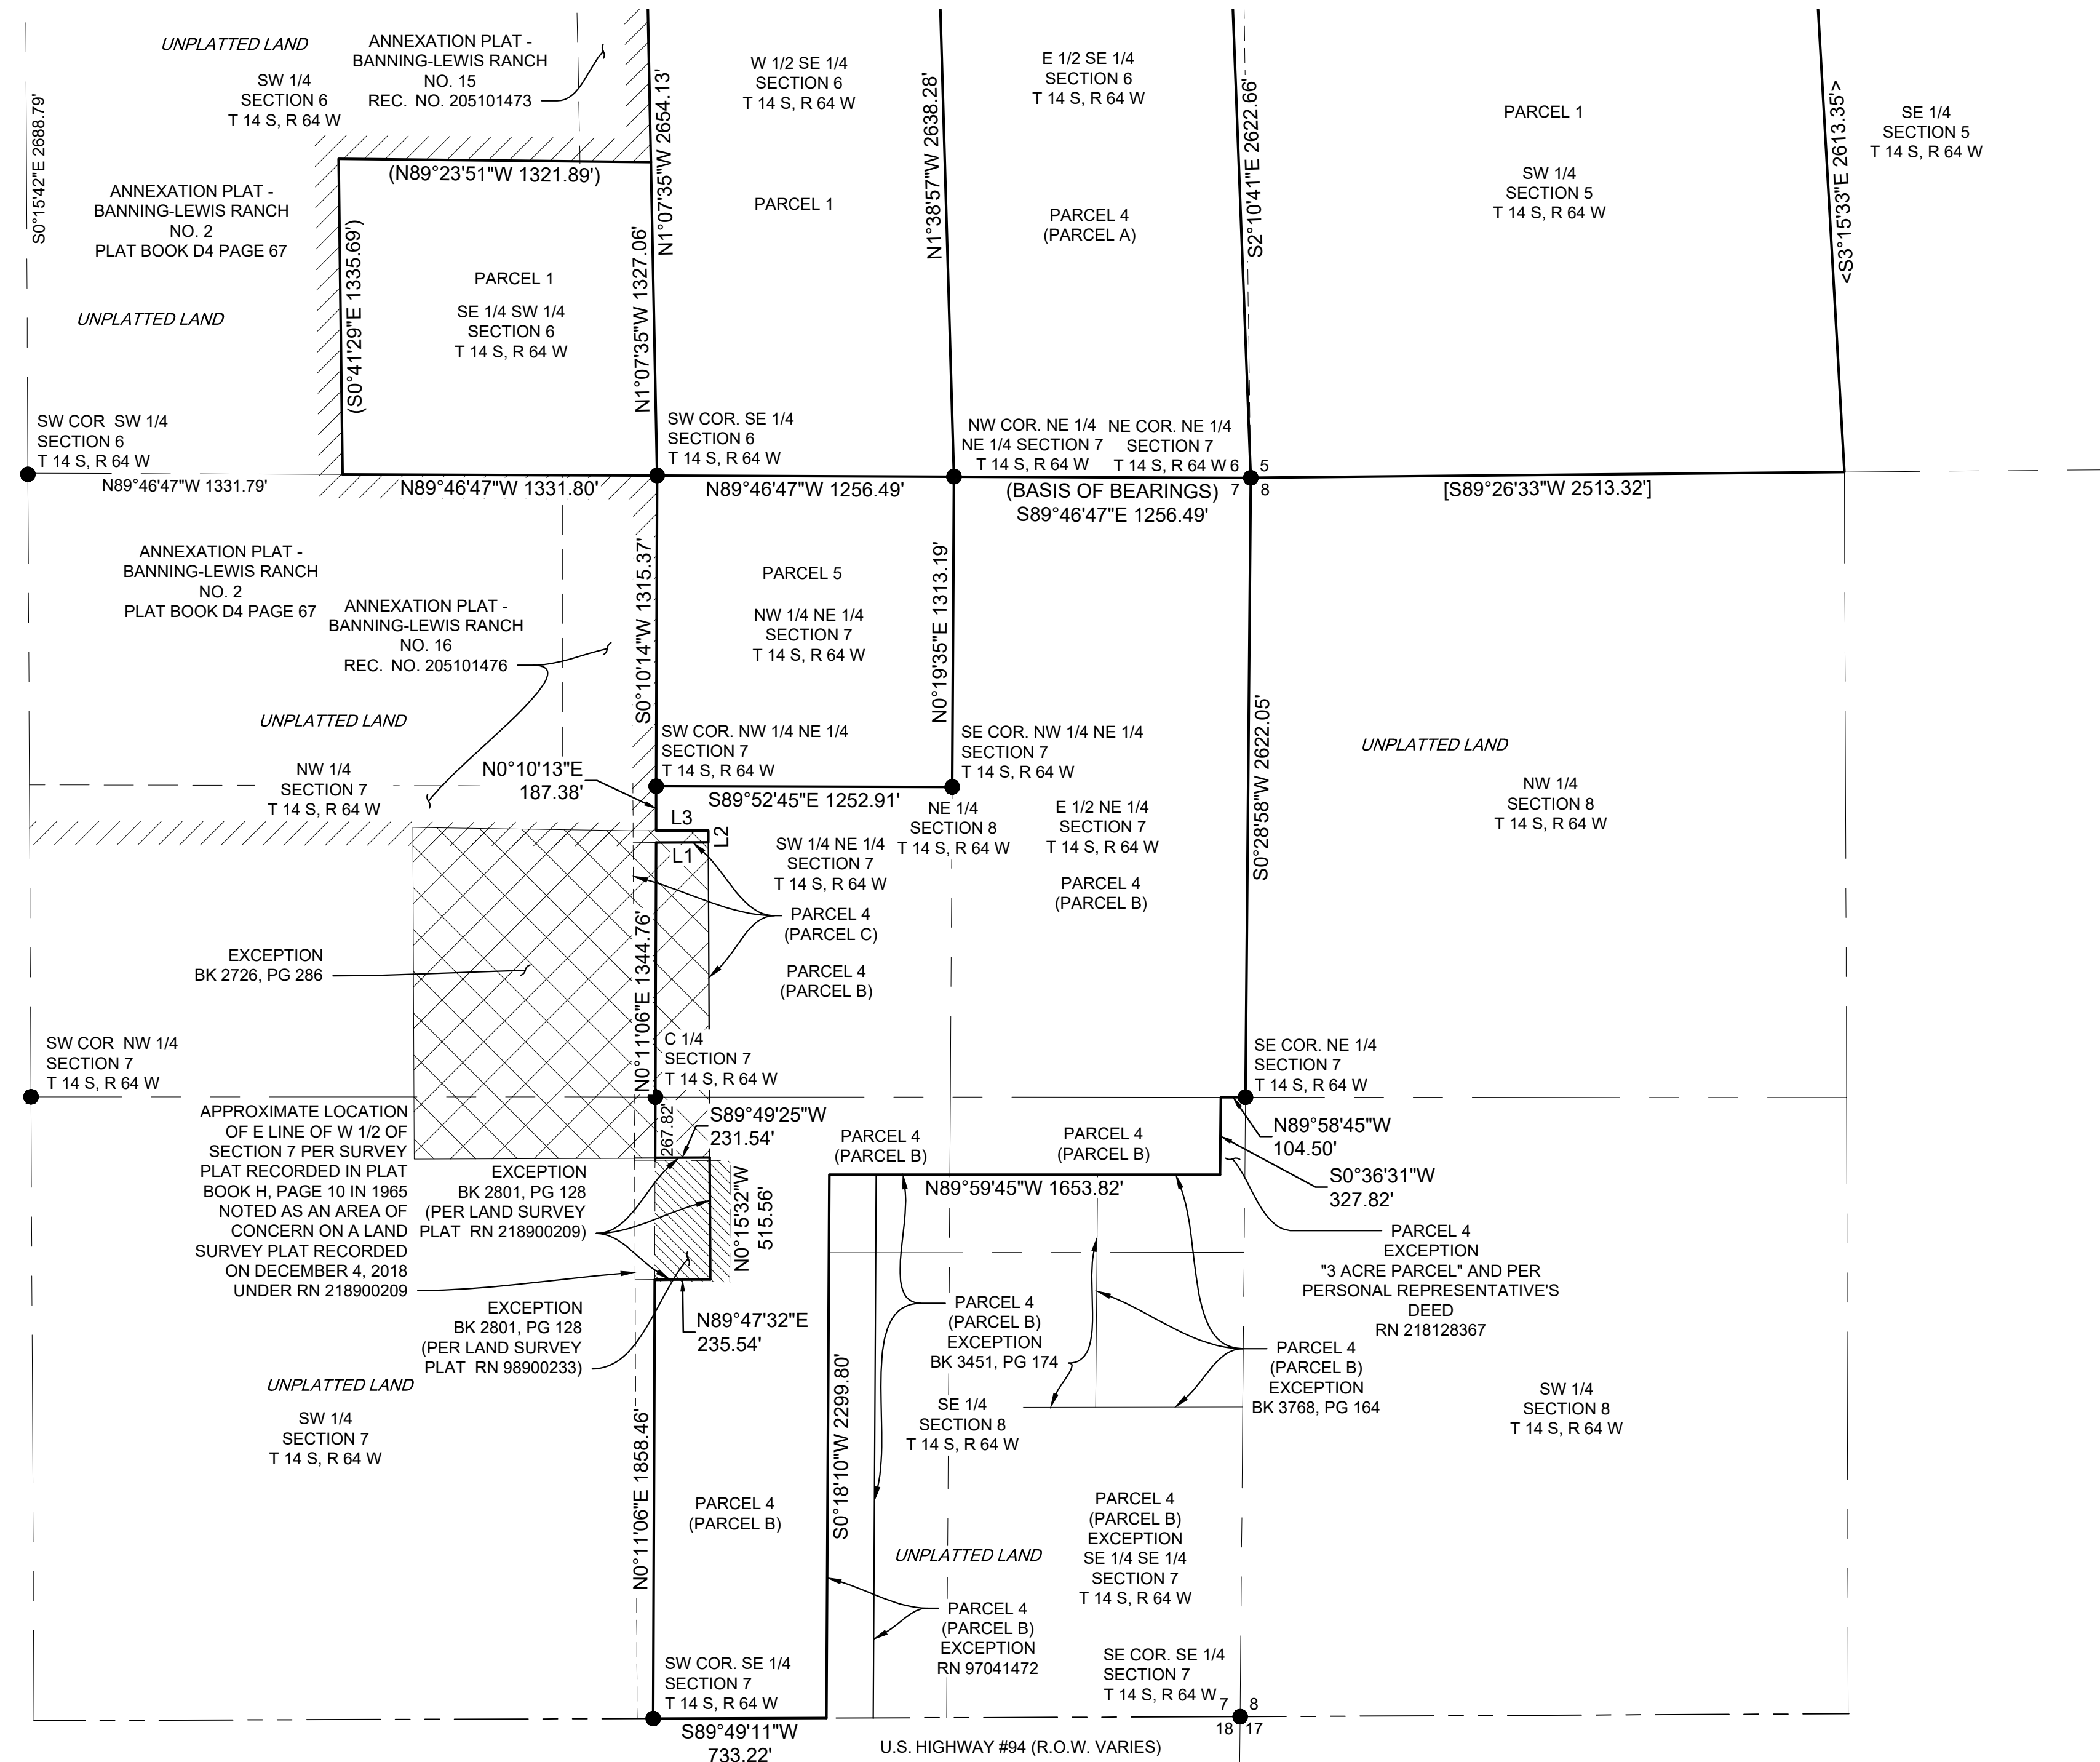 UNPLATTED LAND
SW 1/4
SECTION 6
T 14 S, R 64 W
ANNEXATION PLAT -
BANNING-LEWIS RANCH
NO. 15
REC. NO. 205101473
S0°15'42"E 2688.79'
ANNEXATION PLAT -
BANNING-LEWIS RANCH
NO. 2
PLAT BOOK D4 PAGE 67
UNPLATTED LAND
(N89°23'51"W 1321.89')
(S0°41'29"E 1335.69')
PARCEL 1
SE 1/4 SW 1/4
SECTION 6
T 14 S, R 64 W
N1°07'35"W 1327.06'
N1°07'35"W 2654.13'
W 1/2 SE 1/4
SECTION 6
T 14 S, R 64 W
PARCEL 1
N1°38'57"W 2638.28'
E 1/2 SE 1/4
SECTION 6
T 14 S, R 64 W
PARCEL 4
(PARCEL A)
S2°10'41"E 2622.66'
PARCEL 1
SW 1/4
SECTION 5
T 14 S, R 64 W
<S3°15'33"E 2613.35'>
SE 1/4
SECTION 5
T 14 S, R 64 W
SW COR SW 1/4
SECTION 6
T 14 S, R 64 W
N89°46'47"W 1331.79'
N89°46'47"W 1331.80'
SW COR. SE 1/4
SECTION 6
T 14 S, R 64 W
N89°46'47"W 1256.49'
NW COR. NE 1/4
NE 1/4 SECTION 7
T 14 S, R 64 W
NE COR. NE 1/4
SECTION 7
T 14 S, R 64 W
6 5
7 8
(BASIS OF BEARINGS)
S89°46'47"E 1256.49'
[S89°26'33"W 2513.32']
ANNEXATION PLAT -
BANNING-LEWIS RANCH
NO. 2
PLAT BOOK D4 PAGE 67
ANNEXATION PLAT -
BANNING-LEWIS RANCH
NO. 16
REC. NO. 205101476
UNPLATTED LAND
NW 1/4
SECTION 7
T 14 S, R 64 W
S0°10'14"W 1315.37'
PARCEL 5
NW 1/4 NE 1/4
SECTION 7
T 14 S, R 64 W
N0°19'35"E 1313.19'
SW COR. NW 1/4 NE 1/4
SECTION 7
T 14 S, R 64 W
SE COR. NW 1/4 NE 1/4
SECTION 7
T 14 S, R 64 W
N0°10'13"E
187.38'
S89°52'45"E 1252.91'
L3
L2
L1
SW 1/4 NE 1/4
SECTION 7
T 14 S, R 64 W
NE 1/4
SECTION 8
T 14 S, R 64 W
E 1/2 NE 1/4
SECTION 7
T 14 S, R 64 W
PARCEL 4
(PARCEL B)
S0°28'58"W 2622.05'
UNPLATTED LAND
NW 1/4
SECTION 8
T 14 S, R 64 W
PARCEL 4
(PARCEL C)
PARCEL 4
(PARCEL B)
EXCEPTION
BK 2726, PG 286
N0°11'06"E 1344.76'
SW COR NW 1/4
SECTION 7
T 14 S, R 64 W
C 1/4
SECTION 7
T 14 S, R 64 W
SE COR. NE 1/4
SECTION 7
T 14 S, R 64 W
N89°58'45"W
104.50'
S0°36'31"W
327.82'
267.82'
S89°49'25"W
231.54'
PARCEL 4
(PARCEL B)
PARCEL 4
(PARCEL B)
N89°59'45"W 1653.82'
APPROXIMATE LOCATION
OF E LINE OF W 1/2 OF
SECTION 7 PER SURVEY
PLAT RECORDED IN PLAT
BOOK H, PAGE 10 IN 1965
NOTED AS AN AREA OF
CONCERN ON A LAND
SURVEY PLAT RECORDED
ON DECEMBER 4, 2018
UNDER RN 218900209
EXCEPTION
BK 2801, PG 128
(PER LAND SURVEY
PLAT RN 218900209)
N0°15'32"W
515.56'
EXCEPTION
BK 2801, PG 128
(PER LAND SURVEY
PLAT RN 98900233)
N89°47'32"E
235.54'
PARCEL 4
EXCEPTION
"3 ACRE PARCEL" AND PER
PERSONAL REPRESENTATIVE'S
DEED
RN 218128367
PARCEL 4
(PARCEL B)
EXCEPTION
BK 3451, PG 174
PARCEL 4
(PARCEL B)
EXCEPTION
BK 3768, PG 164
UNPLATTED LAND
SW 1/4
SECTION 7
T 14 S, R 64 W
N0°11'06"E 1858.46'
PARCEL 4
(PARCEL B)
S0°18'10"W 2299.80'
SE 1/4
SECTION 8
T 14 S, R 64 W
SW 1/4
SECTION 8
T 14 S, R 64 W
UNPLATTED LAND
PARCEL 4
(PARCEL B)
EXCEPTION
SE 1/4 SE 1/4
SECTION 7
T 14 S, R 64 W
PARCEL 4
(PARCEL B)
EXCEPTION
RN 97041472
SW COR. SE 1/4
SECTION 7
T 14 S, R 64 W
SE COR. SE 1/4
SECTION 7
T 14 S, R 64 W
7 8
18 17
S89°49'11"W
733.22'
U.S. HIGHWAY #94 (R.O.W. VARIES)